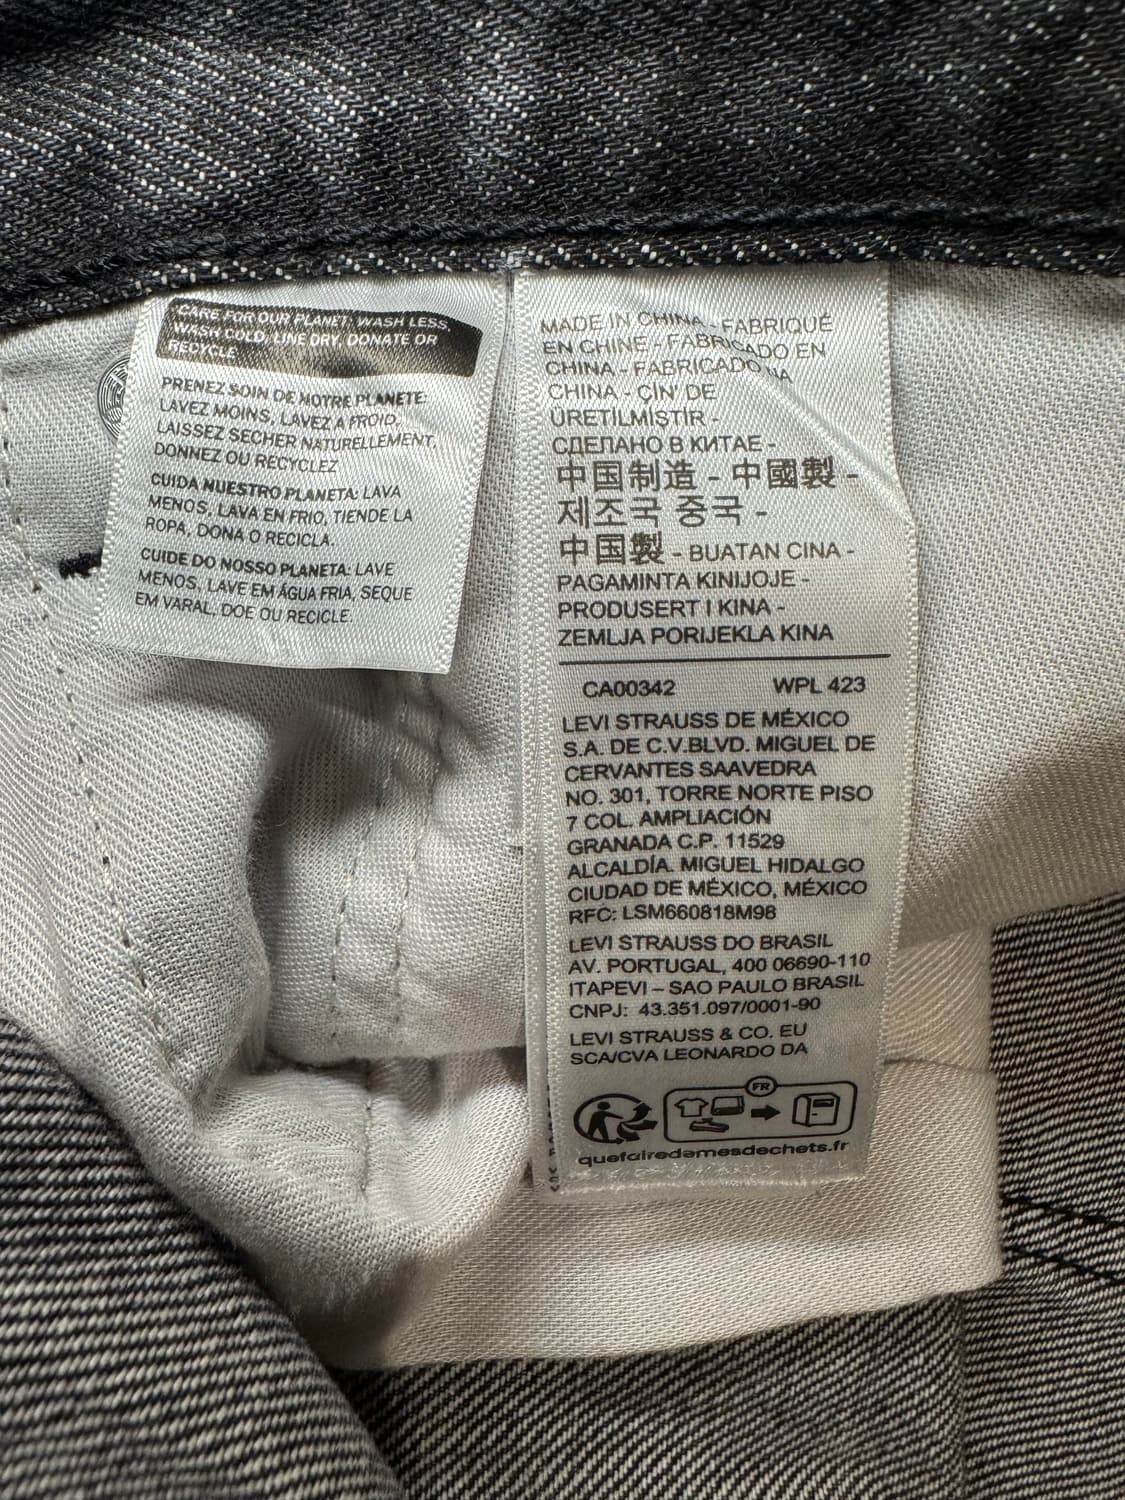 CARE FOR OUR PLANET: WASH LESS,
WASH COLD, LINE DRY, DONATE OR
RECYCLE
PRENEZ SOIN DE NOTRE PLANETE:
LAVEZ MOINS, LAVEZ A FROID,
LAISSEZ SECHER NATURELLEMENT,
DONNEZ OU RECYCLEZ
CUIDA NUESTRO PLANETA: LAVA
MENOS, LAVA EN FRIO, TIENDE LA
ROPA, DONA O RECICLA.
CUIDE DO NOSSO PLANETA: LAVE
MENOS, LAVE EM ÁGUA FRIA, SEQUE
EM VARAL, DOE OU RECICLE.
MADE IN CHINA - FABRIQUÉ
EN CHINE - FABRICADO EN
CHINA - FABRICADO NA
CHINA - ÇİN' DE
ÜRETİLMİŞTİR -
СДЕЛАНО В КИТАЕ -
中国制造 - 中國製 -
제조국 중국 -
中国製 - BUATAN CINA -
PAGAMINTA KINIJOJE -
PRODUSERT I KINA -
ZEMLJA PORIJEKLA KINA
CA00342 WPL 423
LEVI STRAUSS DE MÉXICO
S.A. DE C.V.BLVD. MIGUEL DE
CERVANTES SAAVEDRA
NO. 301, TORRE NORTE PISO
7 COL. AMPLIACIÓN
GRANADA C.P. 11529
ALCALDÍA. MIGUEL HIDALGO
CIUDAD DE MÉXICO, MÉXICO
RFC: LSM660818M98
LEVI STRAUSS DO BRASIL
AV. PORTUGAL, 400 06690-110
ITAPEVI – SAO PAULO BRASIL
CNPJ: 43.351.097/0001-90
LEVI STRAUSS & CO. EU
SCA/CVA LEONARDO DA
FR
quefairedemesdechets.fr